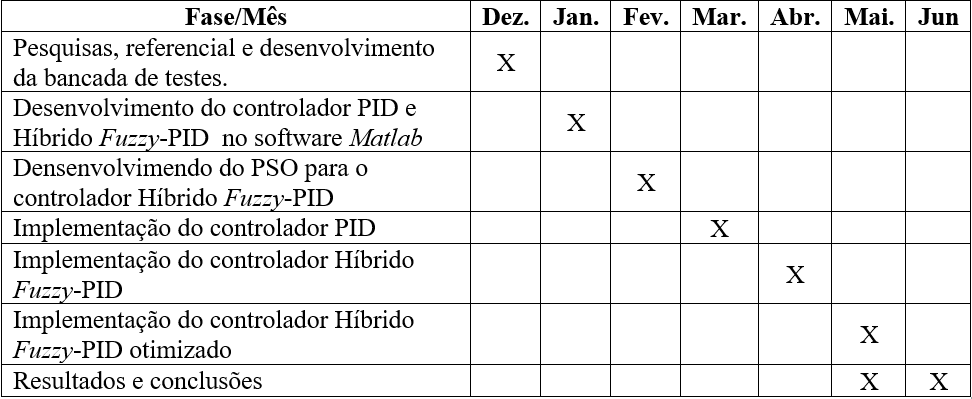 Fase/Mês Dez. Jan. Fev. Mar. Abr. Mai. Jun
Pesquisas, referencial e desenvolvimento
da bancada de testes.
X
Desenvolvimento do controlador PID e
Híbrido Fuzzy-PID no software Matlab
X
Densenvolvimendo do PSO para o
controlador Híbrido Fuzzy-PID
X
Implementação do controlador PID X
Implementação do controlador Híbrido
Fuzzy-PID
X
Implementação do controlador Híbrido
Fuzzy-PID otimizado
X
Resultados e conclusões X X